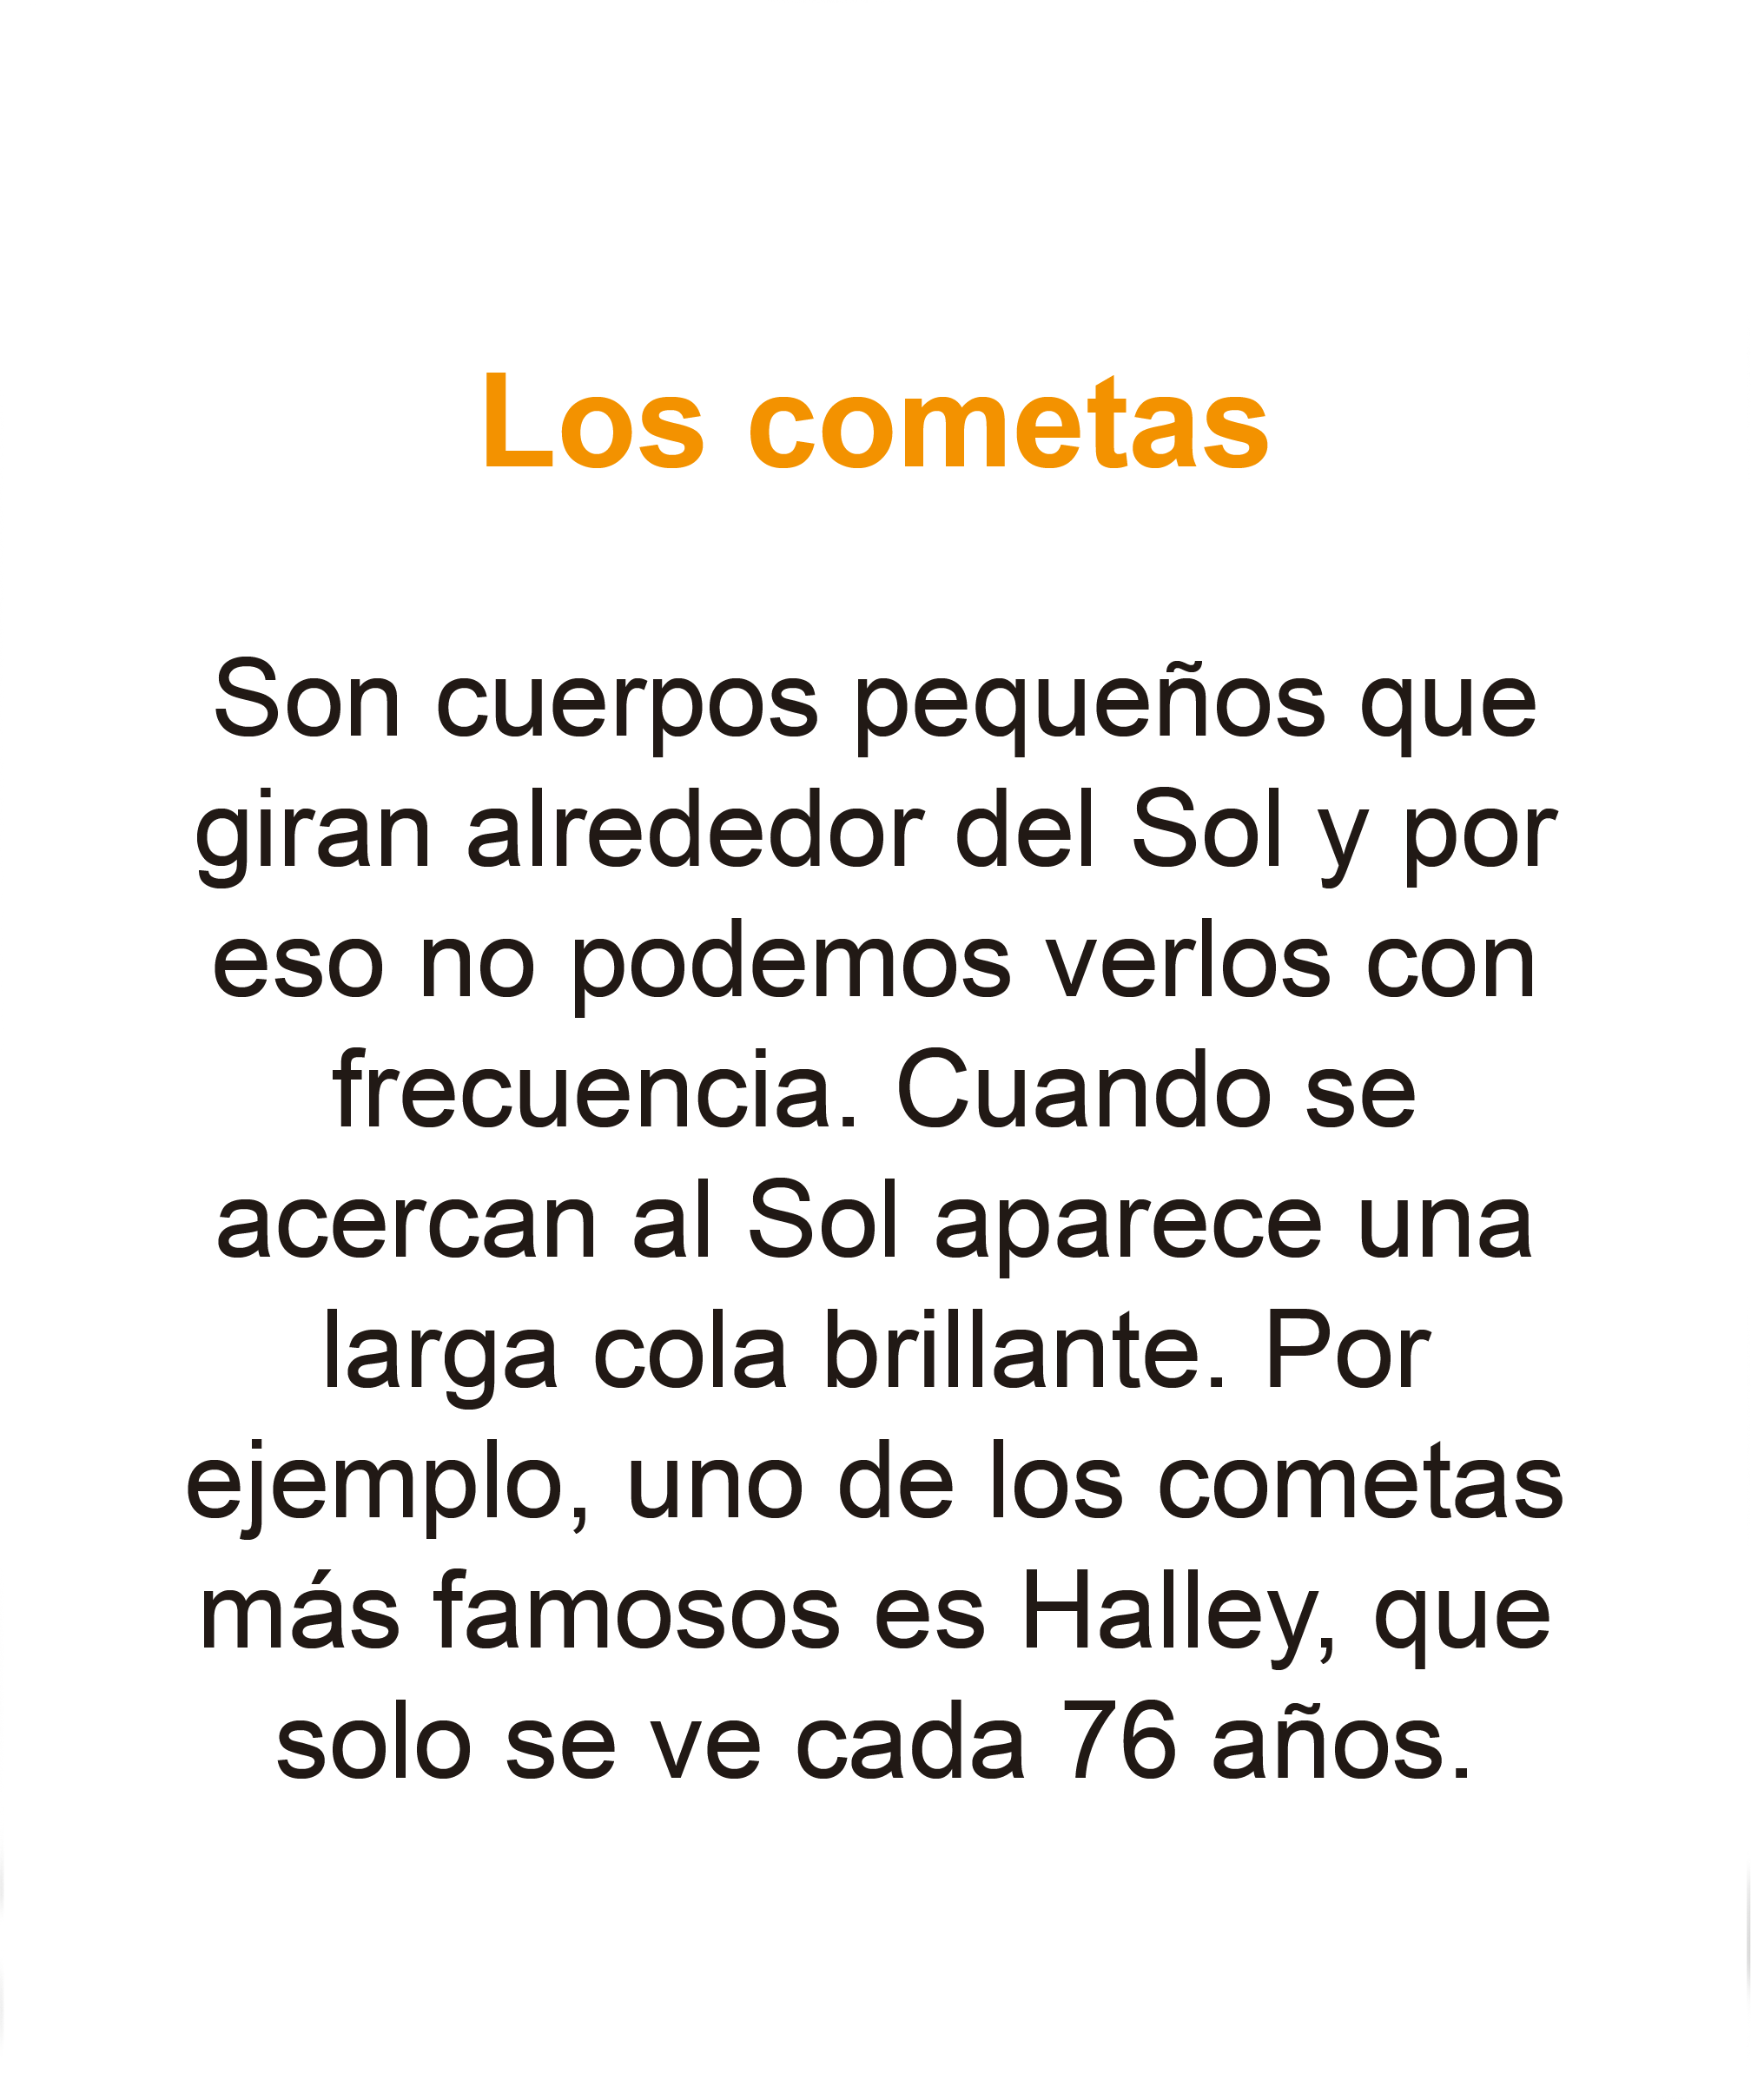 Los cometas
Son cuerpos pequeños que
giran alrededor del Sol y por
eso no podemos verlos con
frecuencia. Cuando se
acercan al Sol aparece una
larga cola brillante. Por
ejemplo, uno de los cometas
más famosos es Halley, que
solo se ve cada 76 años.